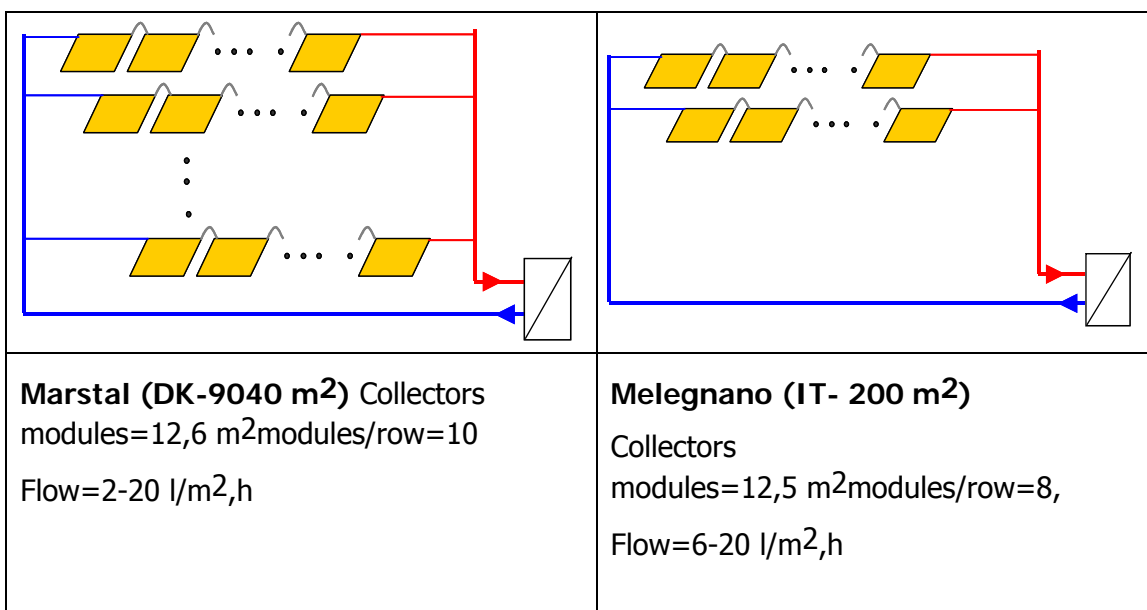 Marstal (DK-9040 m2) Collectors
modules=12,6 m2modules/row=10
Flow=2-20 l/m2,h
Melegnano (IT- 200 m2)
Collectors
modules=12,5 m2modules/row=8,
Flow=6-20 l/m2,h